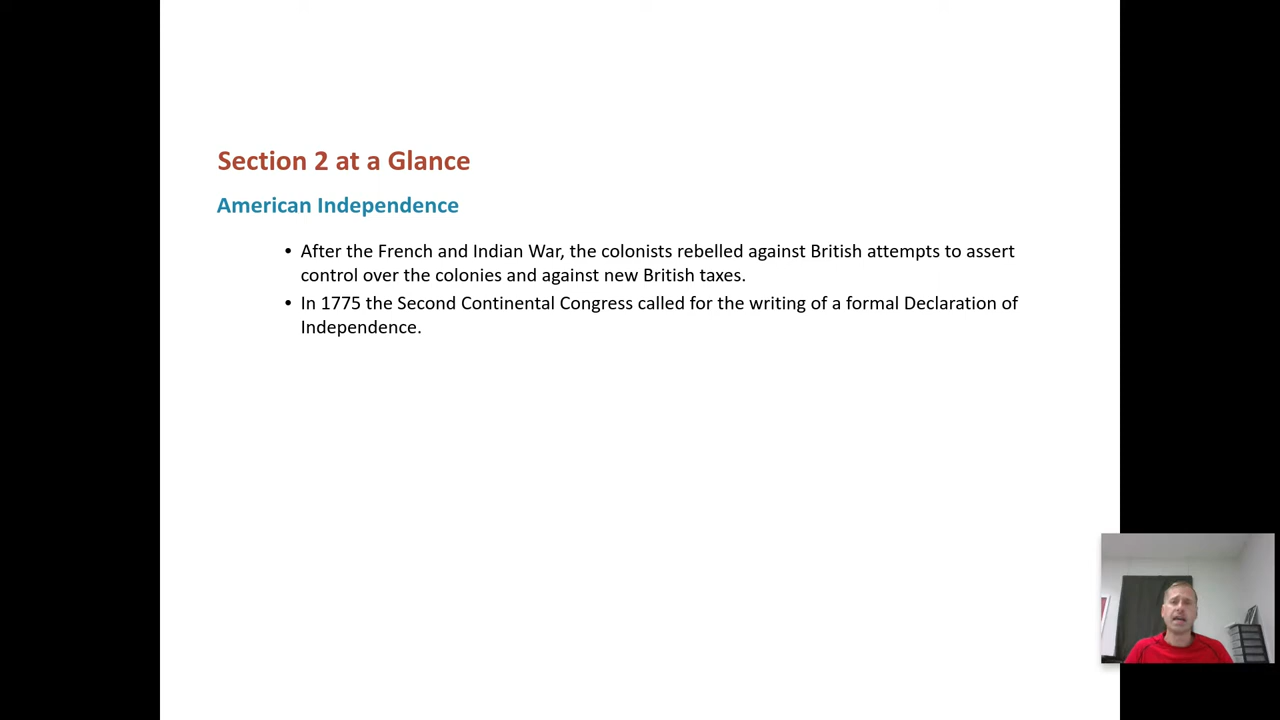 Section 2 at a Glance
American Independence
• After the French and Indian War, the colonists rebelled against British attempts to assert
control over the colonies and against new British taxes.
• In 1775 the Second Continental Congress called for the writing of a formal Declaration of
Independence.